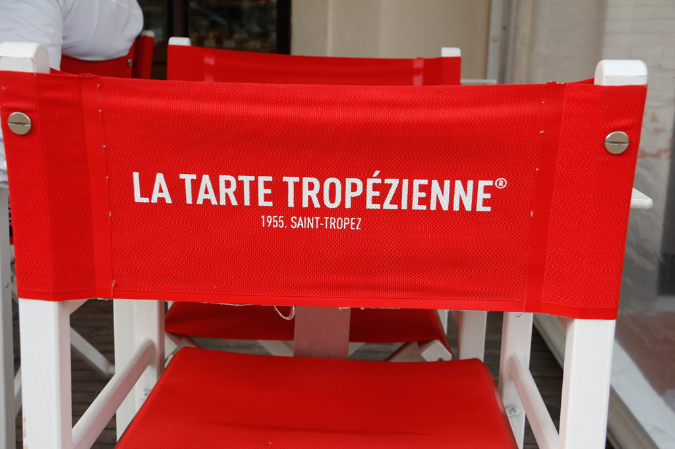 LA TARTE TROPÉZIENNE®
1955. SAINT-TROPEZ